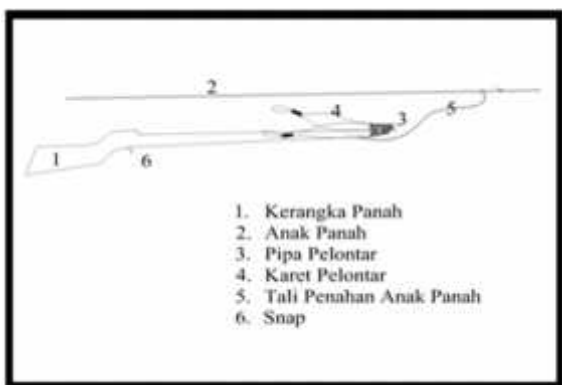 2
4
3
5
1
6
1. Kerangka Panah
2. Anak Panah
3. Pipa Pelontar
4. Karet Pelontar
5. Tali Penahan Anak Panah
6. Snap